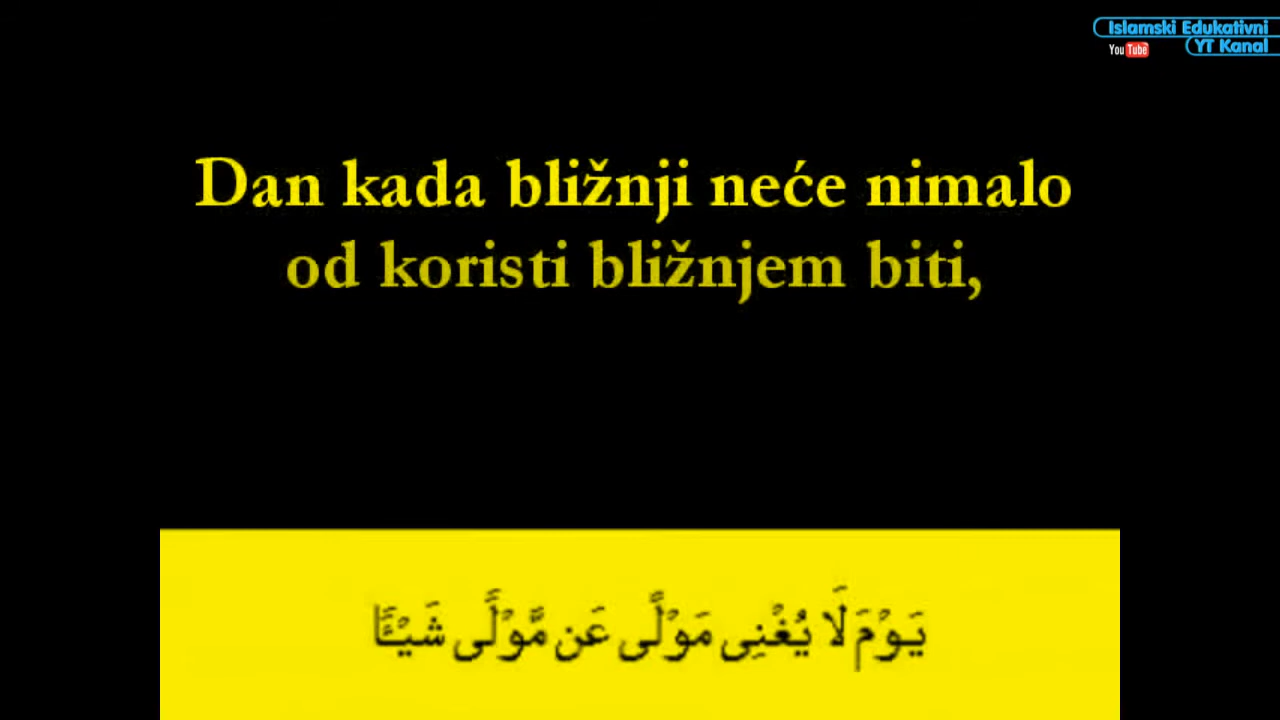 Islamski Edukativni
YouTube YT Kanal
Dan kada bližnji neće nimalo
od koristi bližnjem biti,
يَوْمَ لَا يُغْنِى مَوْلًى عَن مَّوْلًى شَيْـًٔا